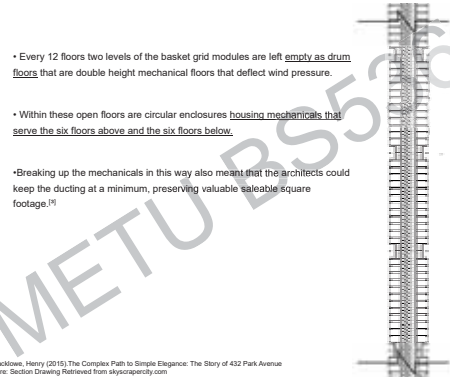 • Every 12 floors two levels of the basket grid modules are left empty as drum
floors that are double height mechanical floors that deflect wind pressure.
• Within these open floors are circular enclosures housing mechanicals that
serve the six floors above and the six floors below.
•Breaking up the mechanicals in this way also meant that the architects could
keep the ducting at a minimum, preserving valuable saleable square
footage.[x]
METU BS536
acklowe, Henry (2015).The Complex Path to Simple Elegance: The Story of 432 Park Avenue
re: Section Drawing Retrieved from skyscrapercity.com